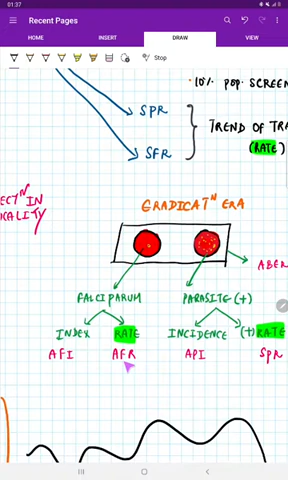 01:37
Recent Pages
HOME INSERT DRAW VIEW
Stop
10% POP. SCREEN
SPR
SFR
TREND OF TRA
(RATE)
ECTᴺ IN
CALITY
ERADICATᴺ ERA
ABER
FALCIPARUM PARASITE (+)
INDEX RATE INCIDENCE (+) RATE
AFI AFR API SPR